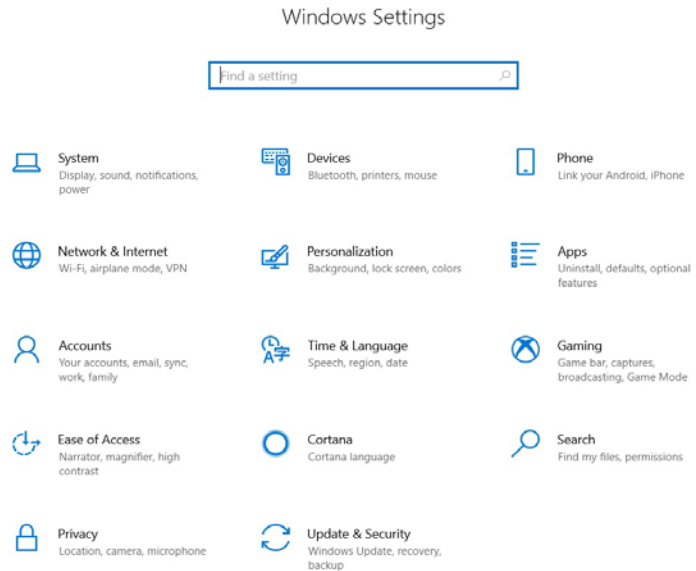 Windows Settings
Find a setting
System
Display, sound, notifications,
power
Devices
Bluetooth, printers, mouse
Phone
Link your Android, iPhone
Network & Internet
Wi-Fi, airplane mode, VPN
Personalization
Background, lock screen, colors
Apps
Uninstall, defaults, optional
features
Accounts
Your accounts, email, sync,
work, family
A字
Time & Language
Speech, region, date
Gaming
Game bar, captures,
broadcasting, Game Mode
Ease of Access
Narrator, magnifier, high
contrast
Cortana
Cortana language
Search
Find my files, permissions
Privacy
Location, camera, microphone
Update & Security
Windows Update, recovery,
backup